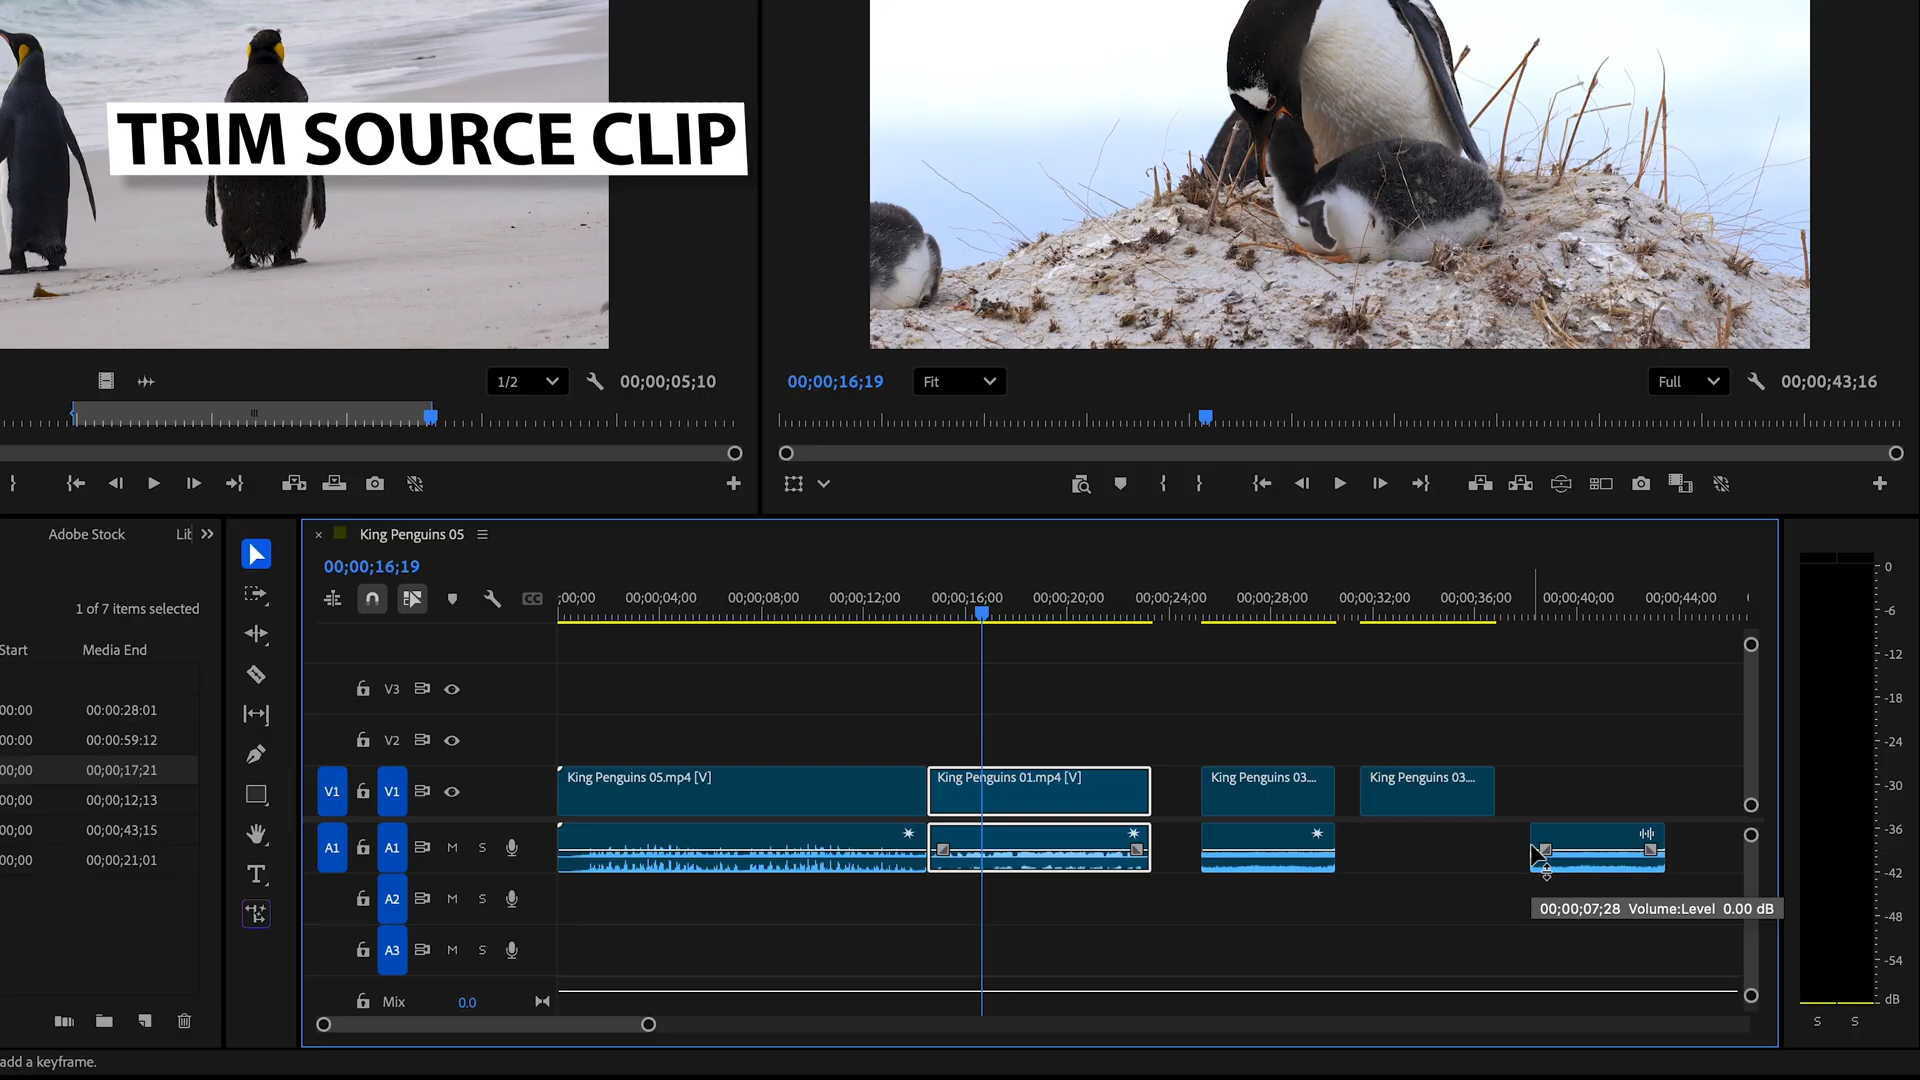 TRIM SOURCE CLIP
1/2
00;00;05;10
00;00;16;19
Fit
Full
00;00;43;16
Adobe Stock
Lit
King Penguins 05
00;00;16;19
1 of 7 items selected
;00;00
00;00;04;00
00;00;08;00
00;00;12;00
00;00;16;00
00;00;20;00
00;00;24;00
00;00;28;00
00;00;32;00
00;00;36;00
00;00;40;00
00;00;44;00
Start
Media End
00:00
00:00:28:01
00:00
00:00:59:12
00;00
00;00;17;21
00;00
00;00;12;13
00;00
00;00;43;15
00;00
00;00;21;01
V3
V2
V1
V1
King Penguins 05.mp4 [V]
King Penguins 01.mp4 [V]
King Penguins 03....
King Penguins 03....
A1
A1
M
S
A2
M
S
A3
M
S
Mix
0.0
00;00;07;28 Volume:Level 0.00 dB
0
-6
-12
-18
-24
-30
-36
-42
-48
-54
dB
S
S
add a keyframe.